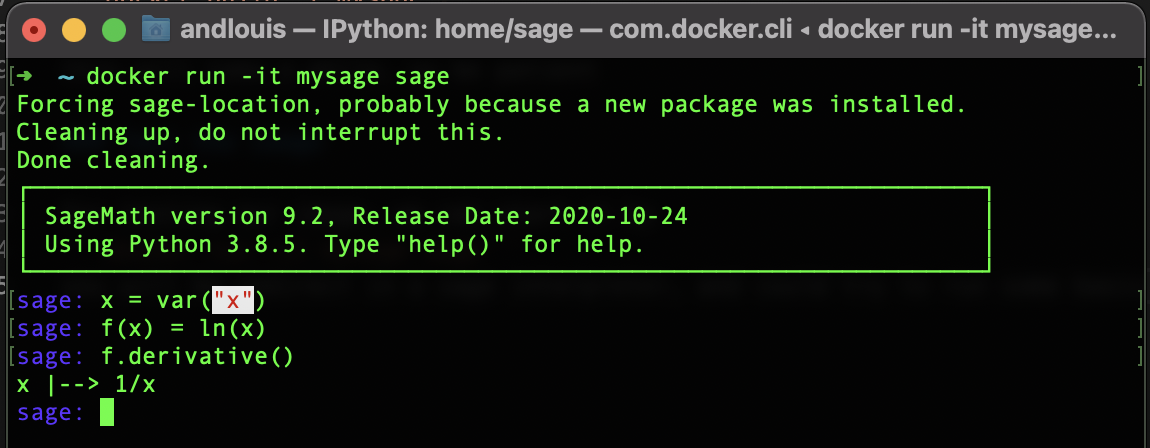 andlouis — IPython: home/sage — com.docker.cli ◂ docker run -it mysage...
[➜ ~ docker run -it mysage sage ]
Forcing sage-location, probably because a new package was installed.
Cleaning up, do not interrupt this.
Done cleaning.
SageMath version 9.2, Release Date: 2020-10-24
Using Python 3.8.5. Type "help()" for help.
[sage: x = var("x") ]
[sage: f(x) = ln(x) ]
[sage: f.derivative() ]
x |--> 1/x
sage: